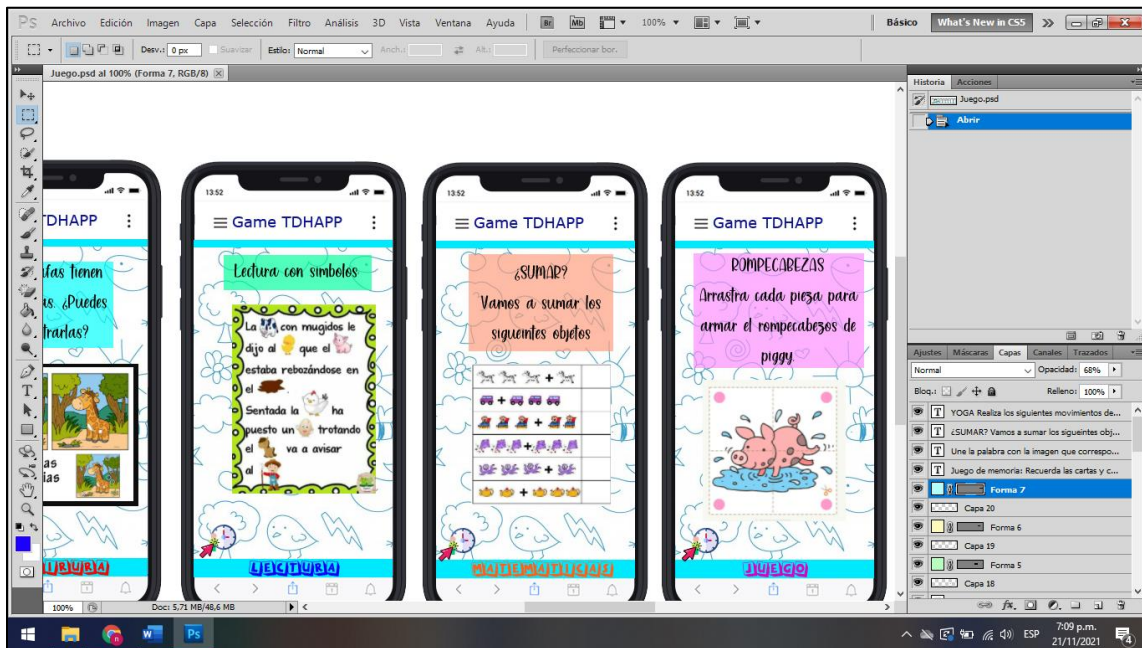 Ps Archivo Edición Imagen Capa Selección Filtro Análisis 3D Vista Ventana Ayuda Br Mb 100% Básico What's New in CS5
Desv.: 0 px Suavizar Estilo: Normal Anch.: Alt.: Perfeccionar bor.
Juego.psd al 100% (Forma 7, RGB/8)
Historia Acciones
Juego.psd
Abrir
TDHAPP
tienen
¿Puedes
LECTURA
13:52
Game TDHAPP
Lectura con simbolos
La con mugidos le
dijo al que el
estaba rebozándose en
el
Sentada la ha
puesto un trotando
el va a avisar
al
13:52
Game TDHAPP
¿SUMAR?
Vamos a sumar los
sigueintes objetos
+
+
+
+
+
+
MATEMATICAS
13:52
Game TDHAPP
ROMPECABEZAS
Arrastra cada pieza para
armar el rompecabezos de
piggy
JUEGO
Ajustes Máscaras Capas Canales Trazados
Normal Opacidad: 68%
Bloq.: Relleno: 100%
T YOGA Realiza los siguientes movimientos de...
T ¿SUMAR? Vamos a sumar los sigueintes obj...
T Une la palabra con la imagen que correspo...
T Juego de memoria: Recuerda las cartas y c...
Forma 7
Capa 20
Forma 6
Capa 19
Forma 5
Capa 18
100% Doc: 5,71 MB/48,6 MB
W Ps ESP 7:09 p.m.
21/11/2021
4